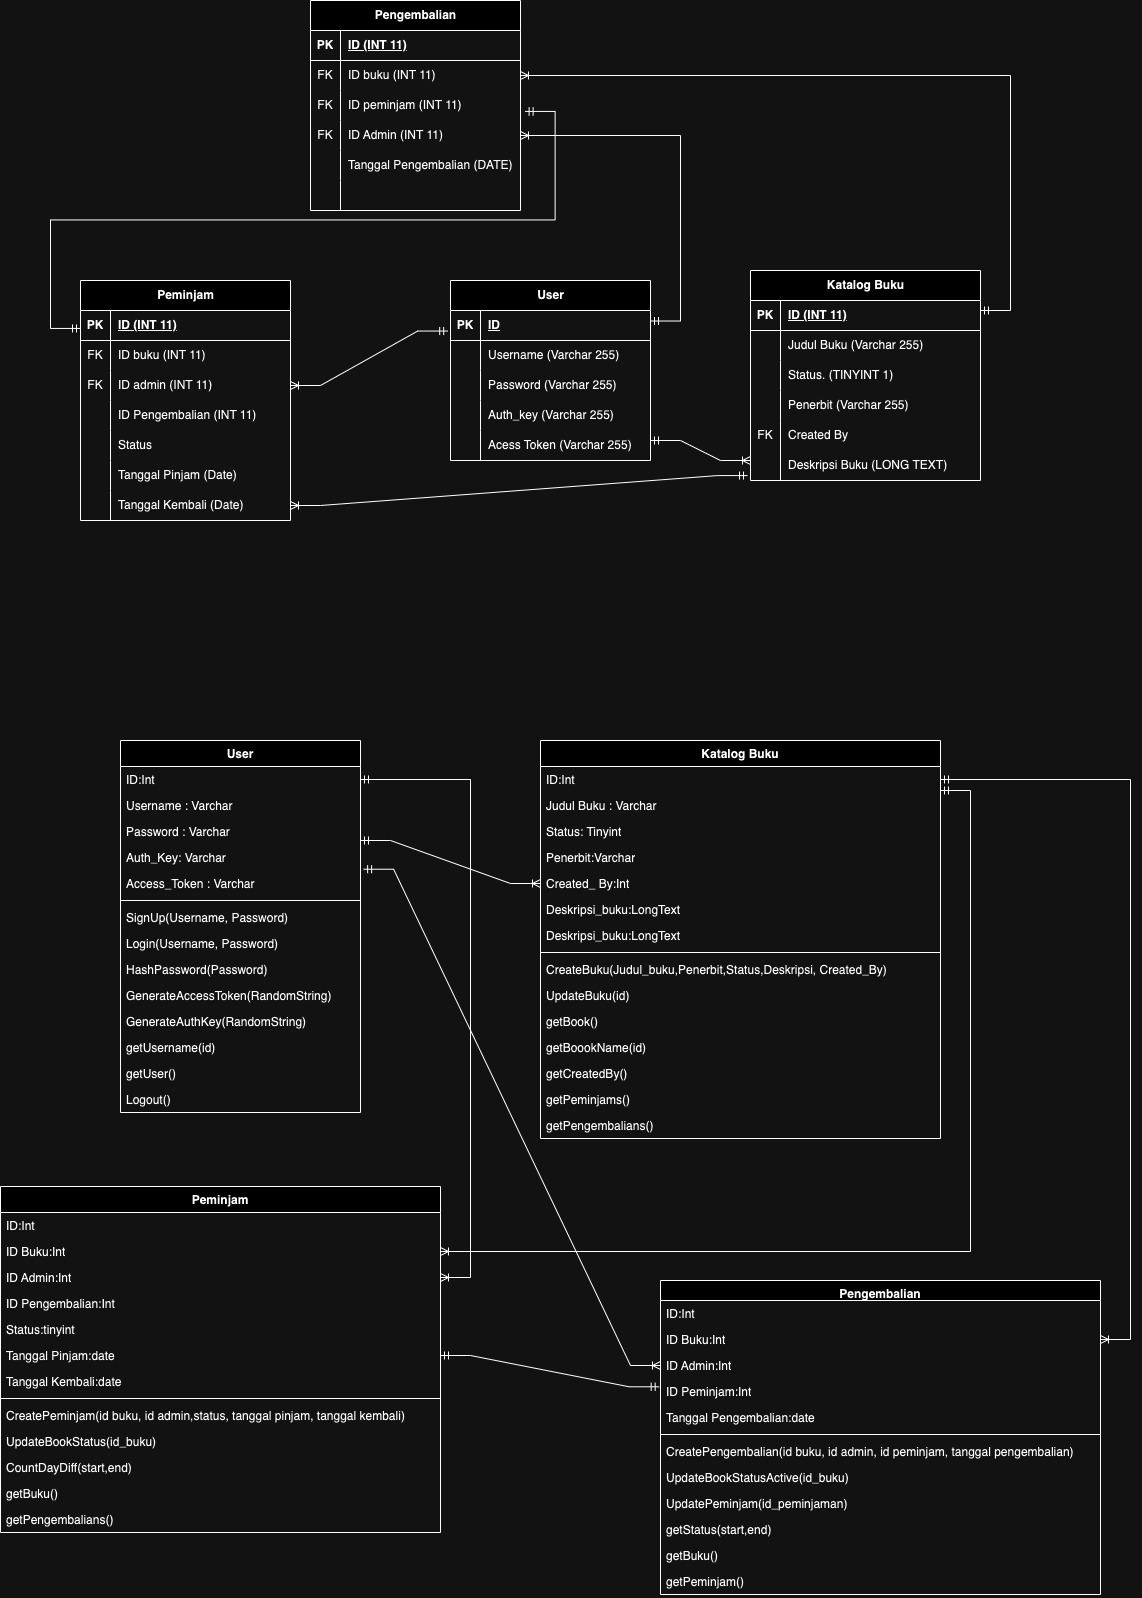 Pengembalian
PK ID (INT 11)
FK ID buku (INT 11)
FK ID peminjam (INT 11)
FK ID Admin (INT 11)
Tanggal Pengembalian (DATE)
Peminjam
PK ID (INT 11)
FK ID buku (INT 11)
FK ID admin (INT 11)
ID Pengembalian (INT 11)
Status
Tanggal Pinjam (Date)
Tanggal Kembali (Date)
User
PK ID
Username (Varchar 255)
Password (Varchar 255)
Auth_key (Varchar 255)
Acess Token (Varchar 255)
Katalog Buku
PK ID (INT 11)
Judul Buku (Varchar 255)
Status. (TINYINT 1)
Penerbit (Varchar 255)
FK Created By
Deskripsi Buku (LONG TEXT)
User
ID:Int
Username : Varchar
Password : Varchar
Auth_Key: Varchar
Access_Token : Varchar
SignUp(Username, Password)
Login(Username, Password)
HashPassword(Password)
GenerateAccessToken(RandomString)
GenerateAuthKey(RandomString)
getUsername(id)
getUser()
Logout()
Katalog Buku
ID:Int
Judul Buku : Varchar
Status: Tinyint
Penerbit:Varchar
Created_ By:Int
Deskripsi_buku:LongText
Deskripsi_buku:LongText
CreateBuku(Judul_buku,Penerbit,Status,Deskripsi, Created_By)
UpdateBuku(id)
getBook()
getBoookName(id)
getCreatedBy()
getPeminjams()
getPengembalians()
Peminjam
ID:Int
ID Buku:Int
ID Admin:Int
ID Pengembalian:Int
Status:tinyint
Tanggal Pinjam:date
Tanggal Kembali:date
CreatePeminjam(id buku, id admin,status, tanggal pinjam, tanggal kembali)
UpdateBookStatus(id_buku)
CountDayDiff(start,end)
getBuku()
getPengembalians()
Pengembalian
ID:Int
ID Buku:Int
ID Admin:Int
ID Peminjam:Int
Tanggal Pengembalian:date
CreatePengembalian(id buku, id admin, id peminjam, tanggal pengembalian)
UpdateBookStatusActive(id_buku)
UpdatePeminjam(id_peminjaman)
getStatus(start,end)
getBuku()
getPeminjam()